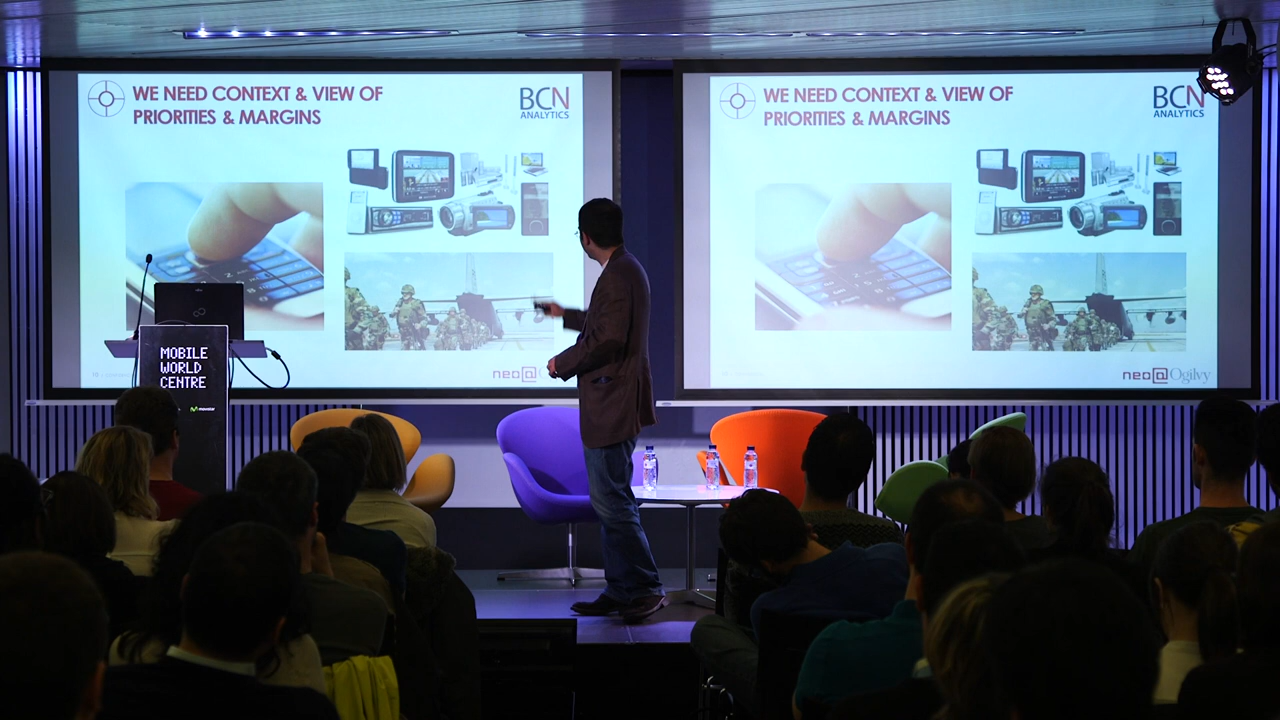 WE NEED CONTEXT & VIEW OF
PRIORITIES & MARGINS
BCN
ANALYTICS
neo@
WE NEED CONTEXT & VIEW OF
PRIORITIES & MARGINS
BCN
ANALYTICS
neo@Ogilvy
MOBILE
WORLD
CENTRE
movistar